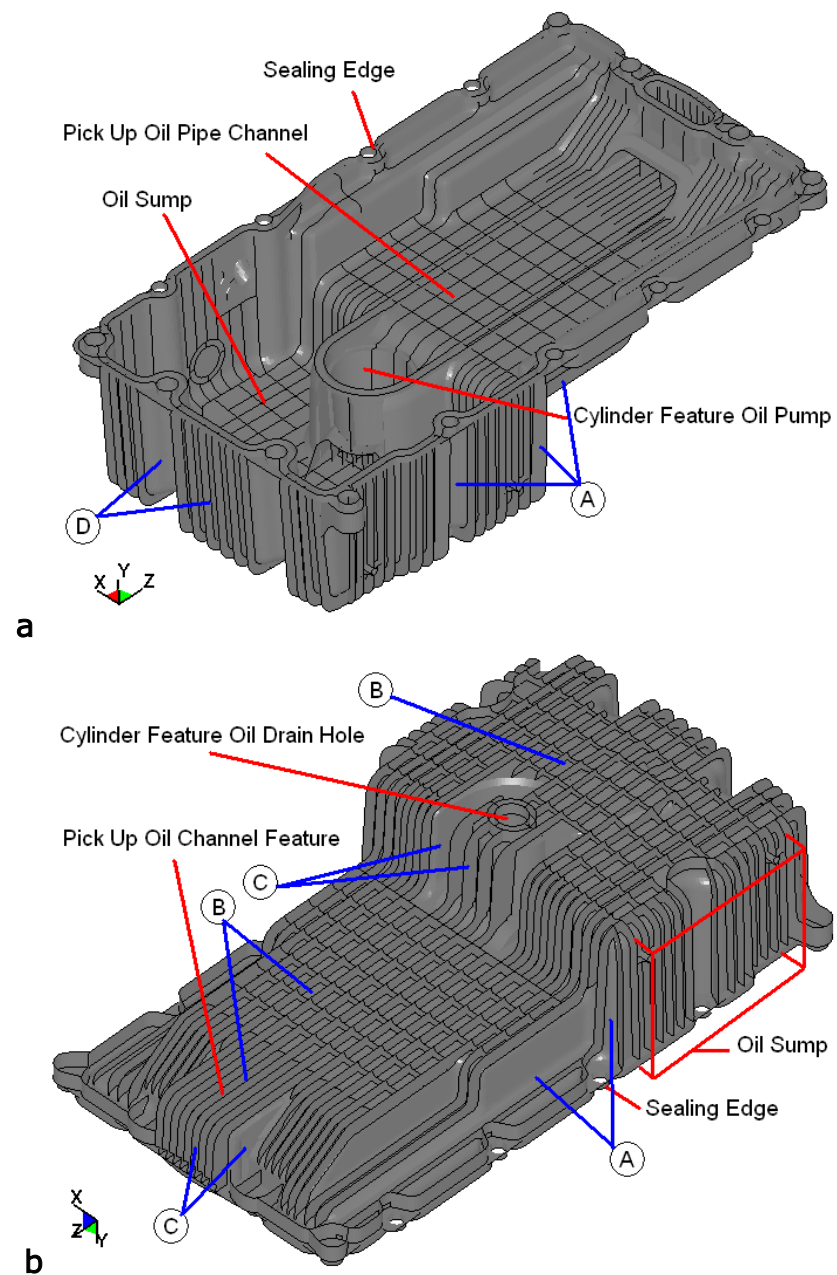 Sealing Edge
Pick Up Oil Pipe Channel
Oil Sump
Cylinder Feature Oil Pump
A
D
X Y Z
a
B
Cylinder Feature Oil Drain Hole
Pick Up Oil Channel Feature
C
B
Oil Sump
Sealing Edge
A
X
Z Y
C
b